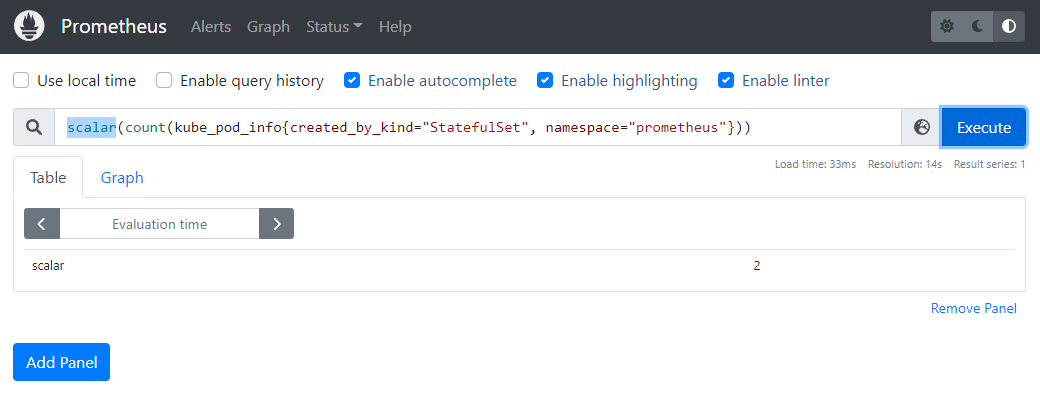 Prometheus Alerts Graph Status Help
Use local time Enable query history Enable autocomplete Enable highlighting Enable linter
scalar(count(kube_pod_info{created_by_kind="StatefulSet", namespace="prometheus"})) Execute
Load time: 33ms Resolution: 14s Result series: 1
Table Graph
Evaluation time
scalar 2
Remove Panel
Add Panel